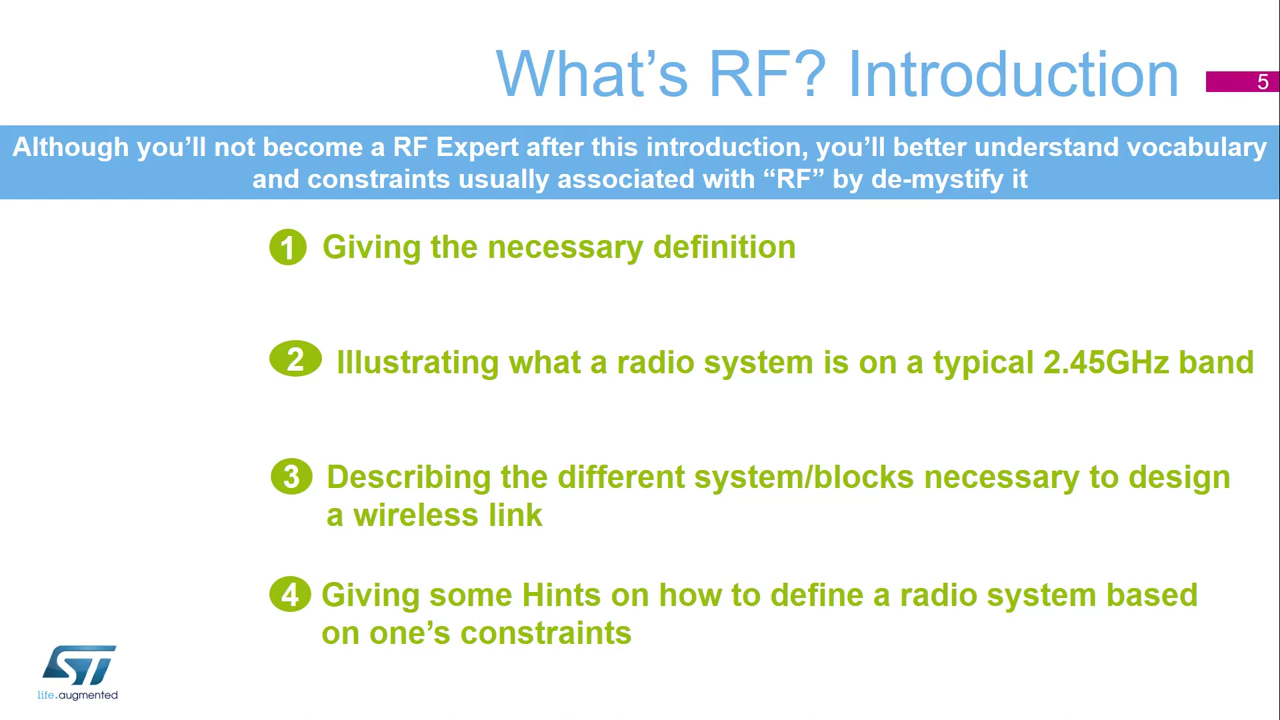 What’s RF? Introduction
5
Although you’ll not become a RF Expert after this introduction, you’ll better understand vocabulary
and constraints usually associated with “RF” by de-mystify it
1 Giving the necessary definition
2 Illustrating what a radio system is on a typical 2.45GHz band
3 Describing the different system/blocks necessary to design
a wireless link
4 Giving some Hints on how to define a radio system based
on one’s constraints
ST
life.augmented